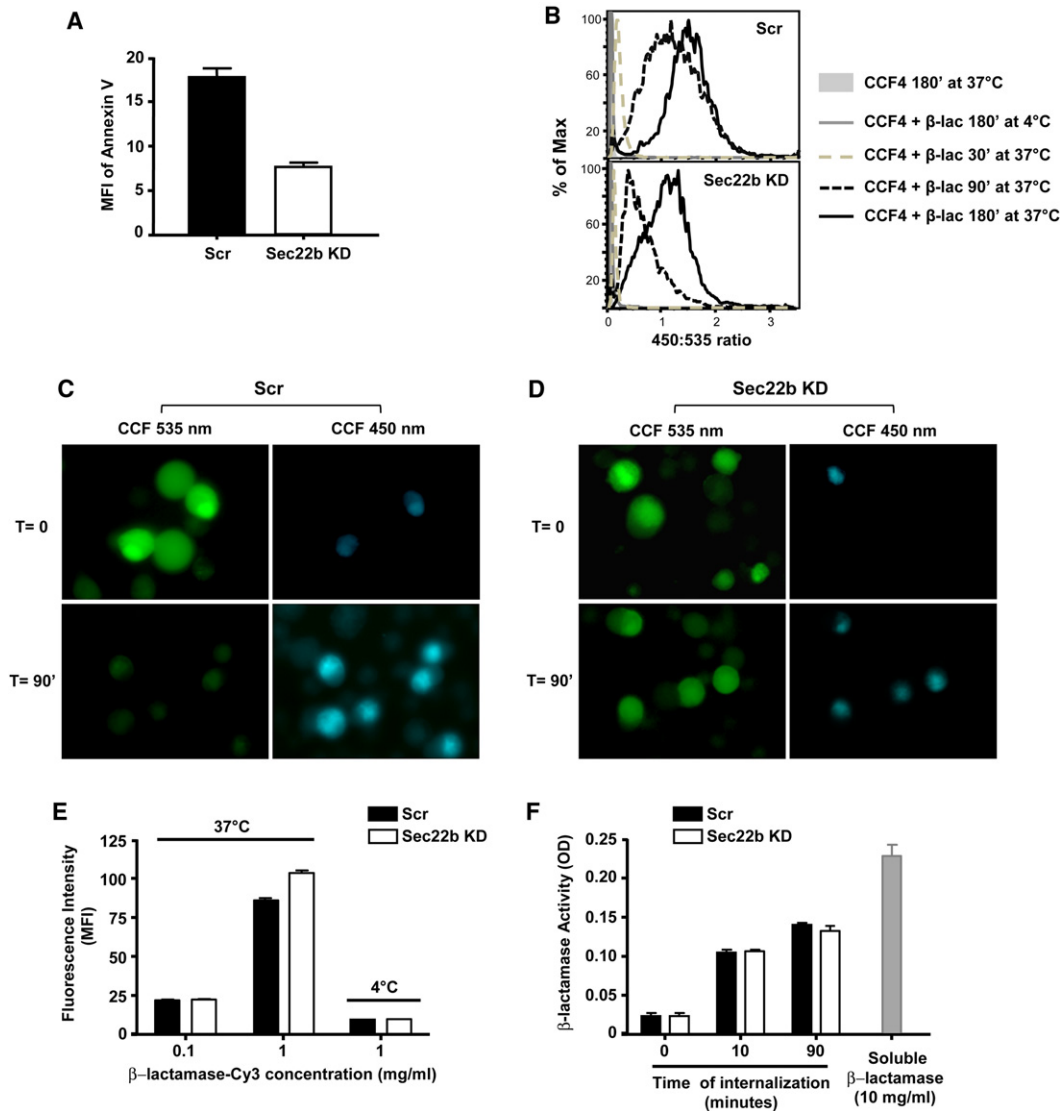 A
MFI of Annexin V
20
15
10
5
0
Scr
Sec22b KD
B
% of Max
100
80
60
40
20
Scr
100
80
60
40
20
Sec22b KD
0
1
2
3
450:535 ratio
CCF4 180' at 37°C
CCF4 + β-lac 180' at 4°C
CCF4 + β-lac 30' at 37°C
CCF4 + β-lac 90' at 37°C
CCF4 + β-lac 180' at 37°C
C
Scr
CCF 535 nm
CCF 450 nm
T= 0
T= 90'
D
Sec22b KD
CCF 535 nm
CCF 450 nm
T= 0
T= 90'
E
Scr
Sec22b KD
37°C
4°C
Fluorescence Intensity
(MFI)
125
100
75
50
25
0
0.1
1
1
β–lactamase-Cy3 concentration (mg/ml)
F
Scr
Sec22b KD
β-lactamase Activity (OD)
0.25
0.20
0.15
0.10
0.05
0.00
0
10
90
Time of internalization
(minutes)
Soluble
β–lactamase
(10 mg/ml)